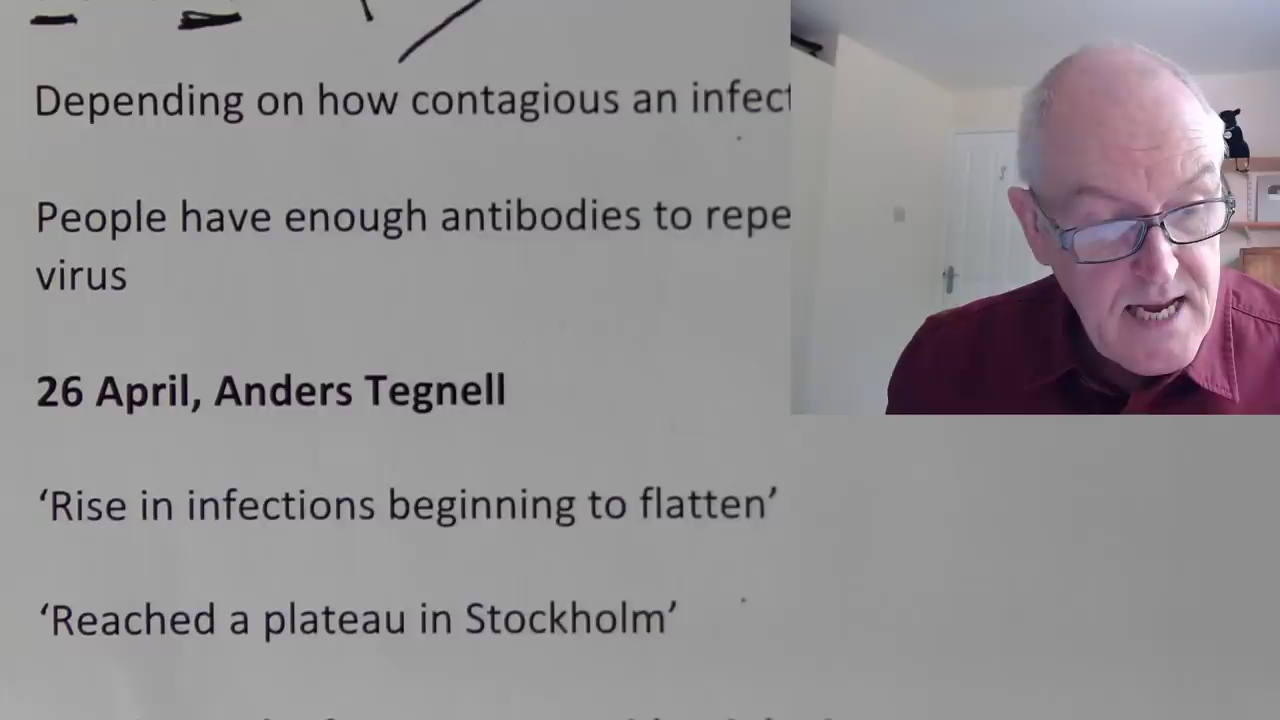 Depending on how contagious an infect
People have enough antibodies to repe
virus
26 April, Anders Tegnell
‘Rise in infections beginning to flatten’
‘Reached a plateau in Stockholm’